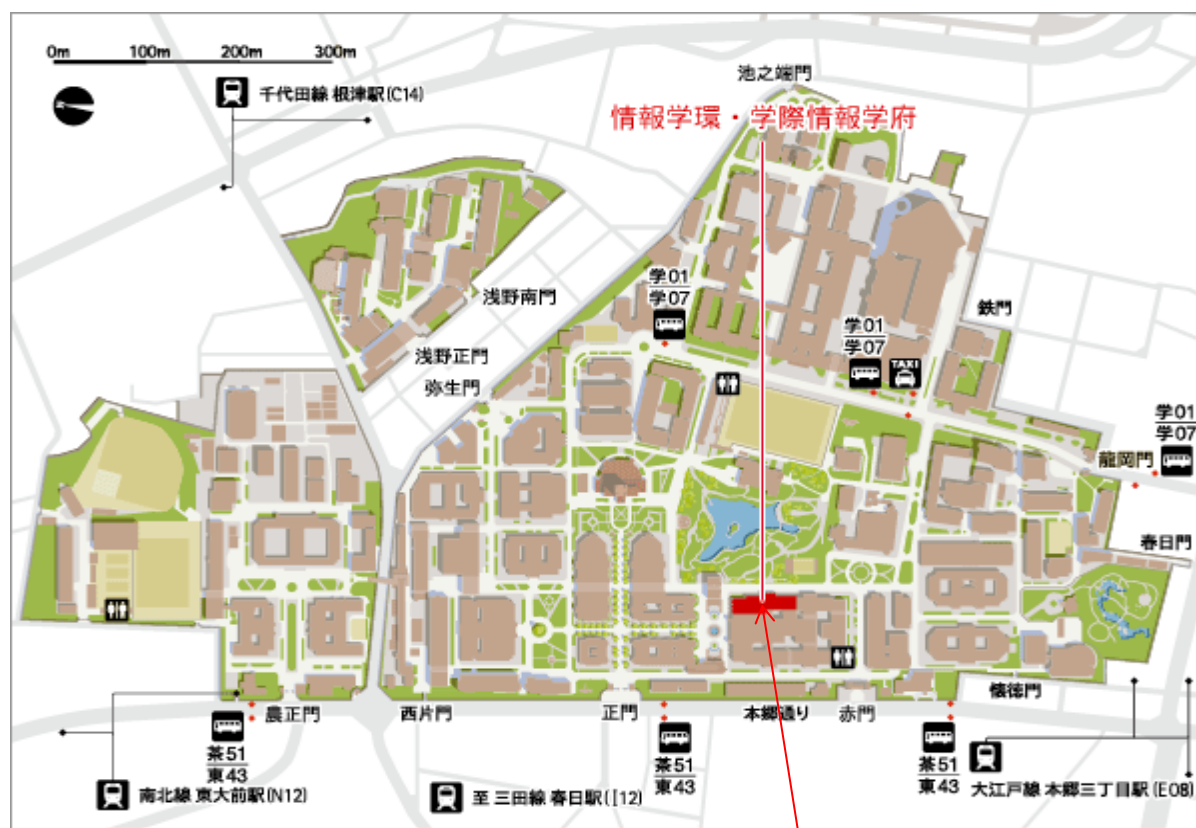 0m 100m 200m 300m
池之端門
千代田線 根津駅(C14)
情報学環・学際情報学府
学01
学07
浅野南門
鉄門
学01
学07
TAXI
浅野正門
弥生門
学01
学07
龍岡門
春日門
懐徳門
農正門
西片門
正門
本郷通り
赤門
茶51
東43
茶51
東43
茶51
東43
南北線 東大前駅(N12)
至 三田線 春日駅(I12)
大江戸線 本郷三丁目駅(E08)